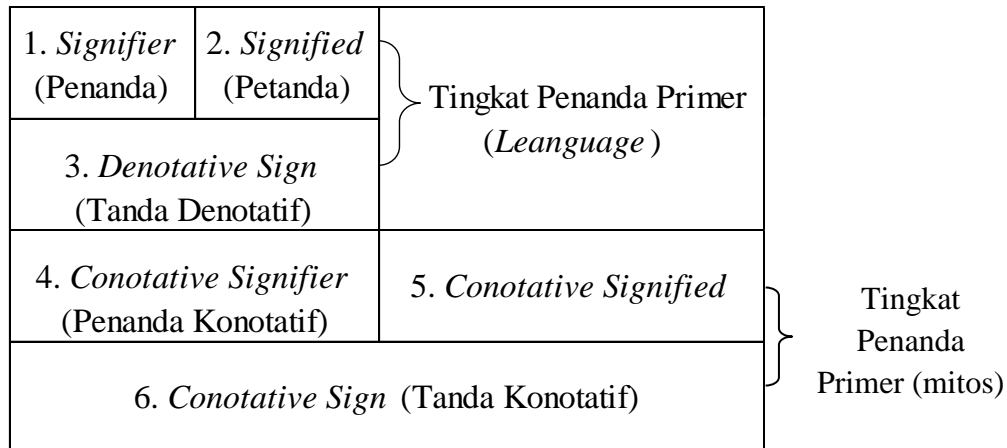 1. Signifier
(Penanda)
2. Signified
(Petanda)
Tingkat Penanda Primer
(Leanguage)
3. Denotative Sign
(Tanda Denotatif)
4. Conotative Signifier
(Penanda Konotatif)
5. Conotative Signified
Tingkat
Penanda
Primer (mitos)
6. Conotative Sign (Tanda Konotatif)